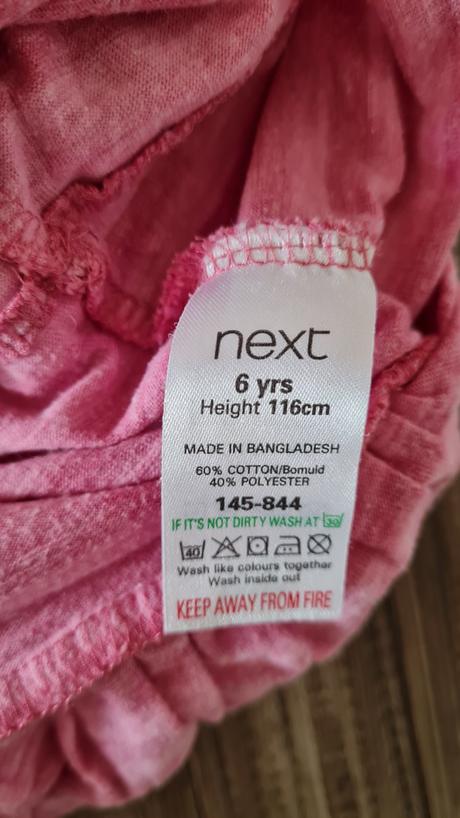 next
6 yrs
Height 116cm
MADE IN BANGLADESH
60% COTTON/Bomuld
40% POLYESTER
145-844
IF IT'S NOT DIRTY WASH AT 30
40
Wash like colours together
Wash inside out
KEEP AWAY FROM FIRE